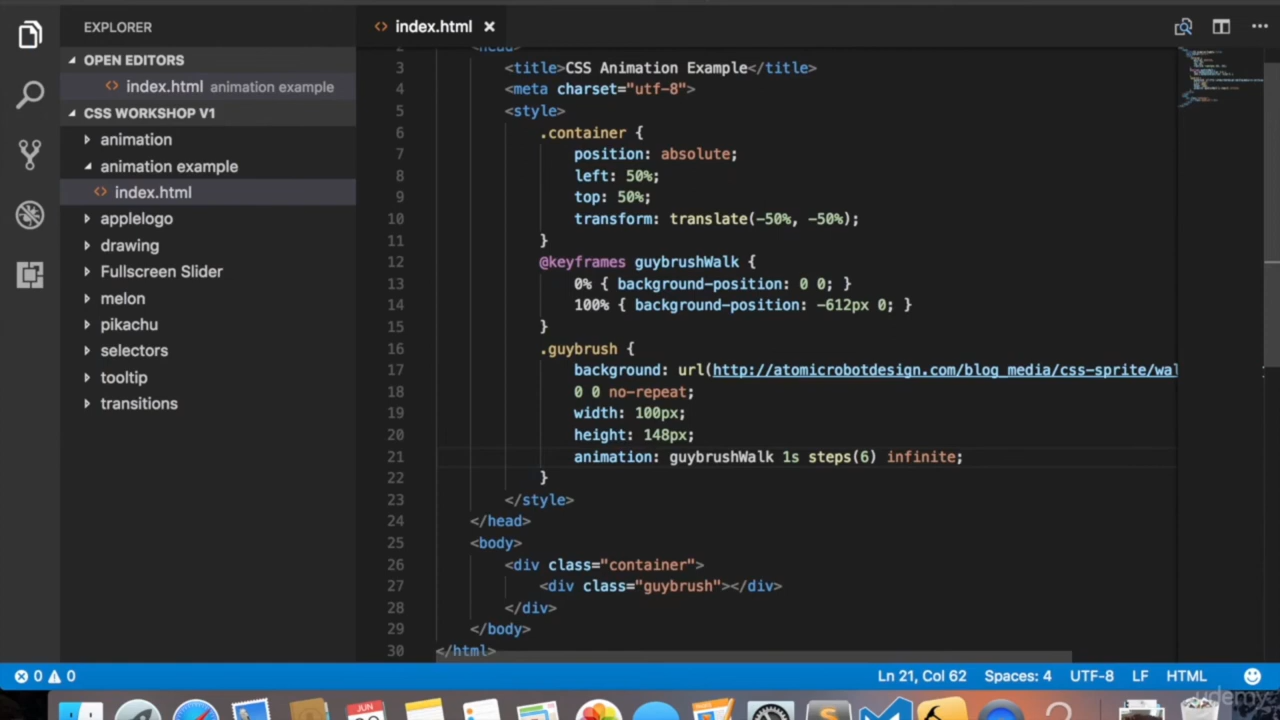 EXPLORER
OPEN EDITORS
index.html animation example
CSS WORKSHOP V1
animation
animation example
index.html
applelogo
drawing
Fullscreen Slider
melon
pikachu
selectors
tooltip
transitions
index.html
2 <head>
3 <title>CSS Animation Example</title>
4 <meta charset="utf-8">
5 <style>
6 .container {
7 position: absolute;
8 left: 50%;
9 top: 50%;
10 transform: translate(-50%, -50%);
11 }
12 @keyframes guybrushWalk {
13 0% { background-position: 0 0; }
14 100% { background-position: -612px 0; }
15 }
16 .guybrush {
17 background: url(http://atomicrobotdesign.com/blog_media/css-sprite/wal
18 0 0 no-repeat;
19 width: 100px;
20 height: 148px;
21 animation: guybrushWalk 1s steps(6) infinite;
22 }
23 </style>
24 </head>
25 <body>
26 <div class="container">
27 <div class="guybrush"></div>
28 </div>
29 </body>
30 </html>
0 0 Ln 21, Col 62 Spaces: 4 UTF-8 LF HTML
udemy
JUN